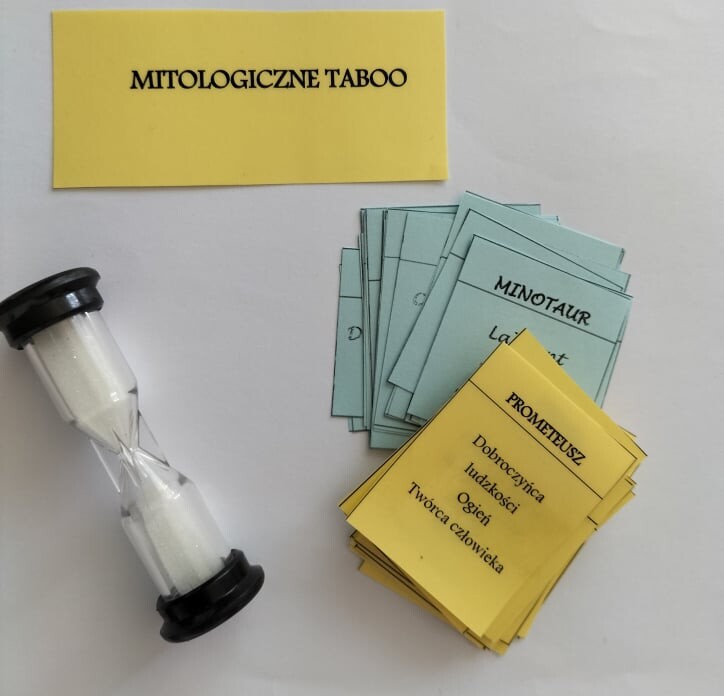 MITOLOGICZNE TABOO
MINOTAUR
PROMETEUSZ
Dobroczyńca
ludzkości
Ogień
Twórca człowieka